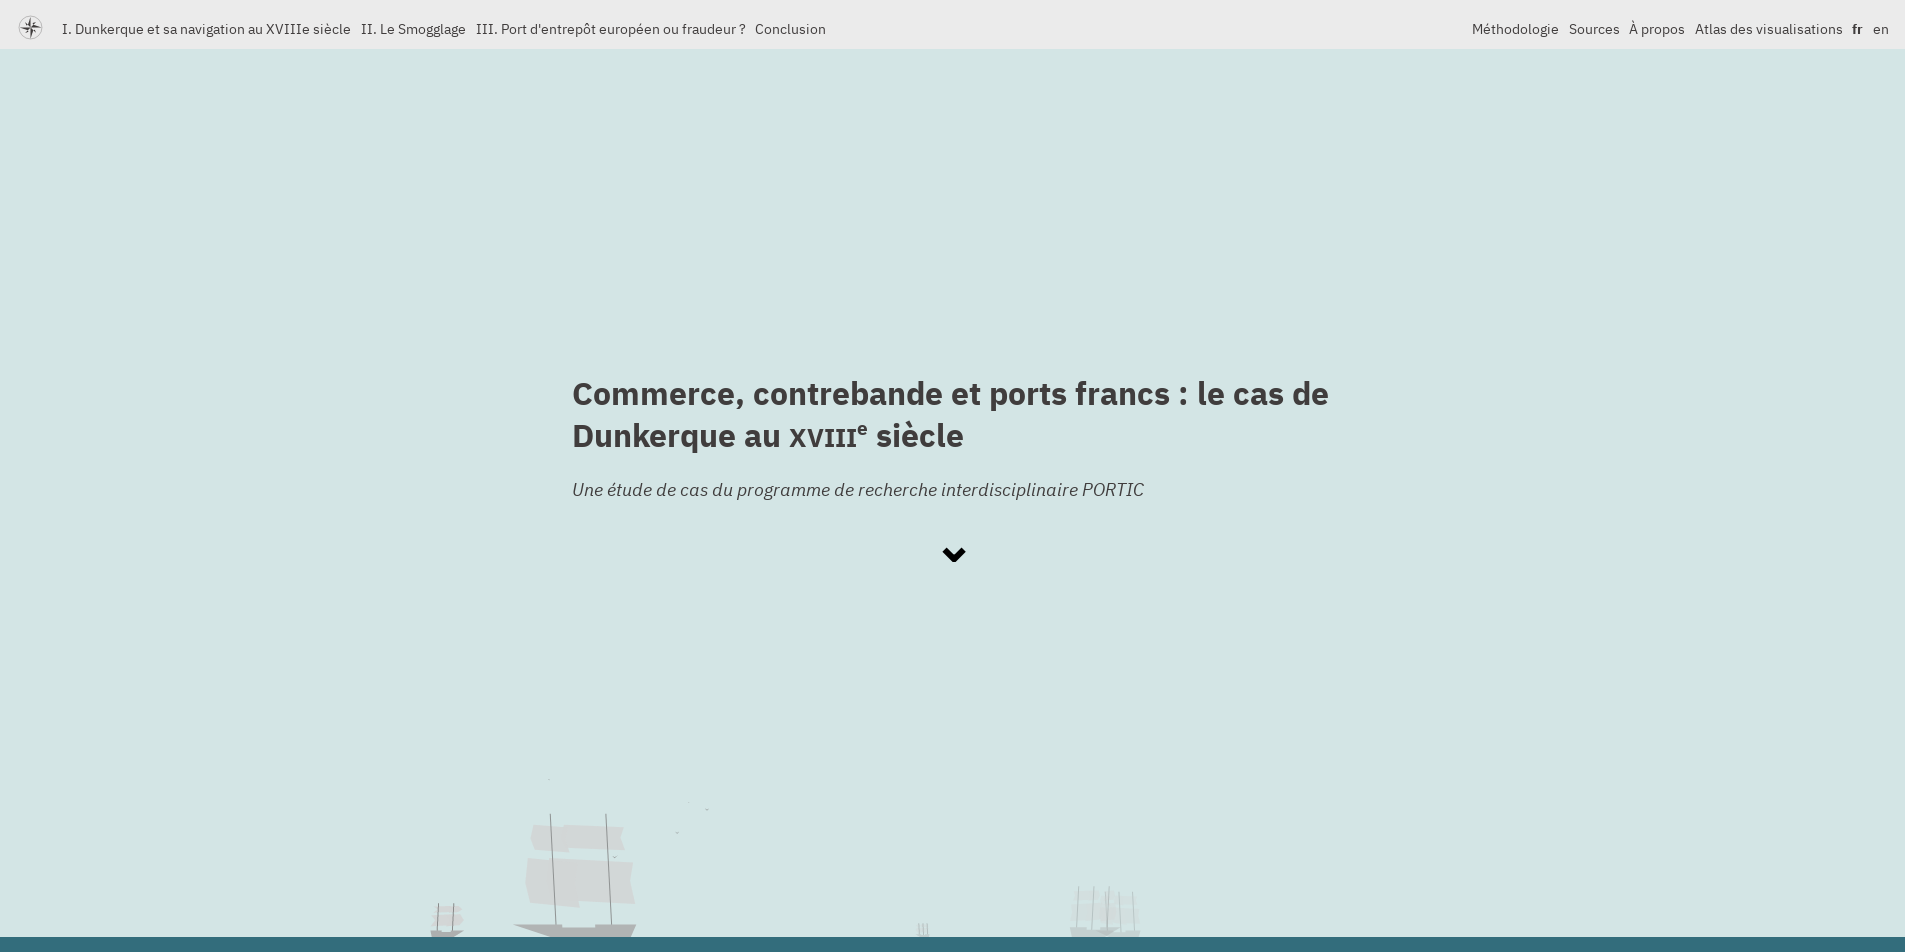 I. Dunkerque et sa navigation au XVIIIe siècle II. Le Smogglage III. Port d'entrepôt européen ou fraudeur ? Conclusion Méthodologie Sources À propos Atlas des visualisations fr en
Commerce, contrebande et ports francs : le cas de
Dunkerque au XVIIIe siècle
Une étude de cas du programme de recherche interdisciplinaire PORTIC